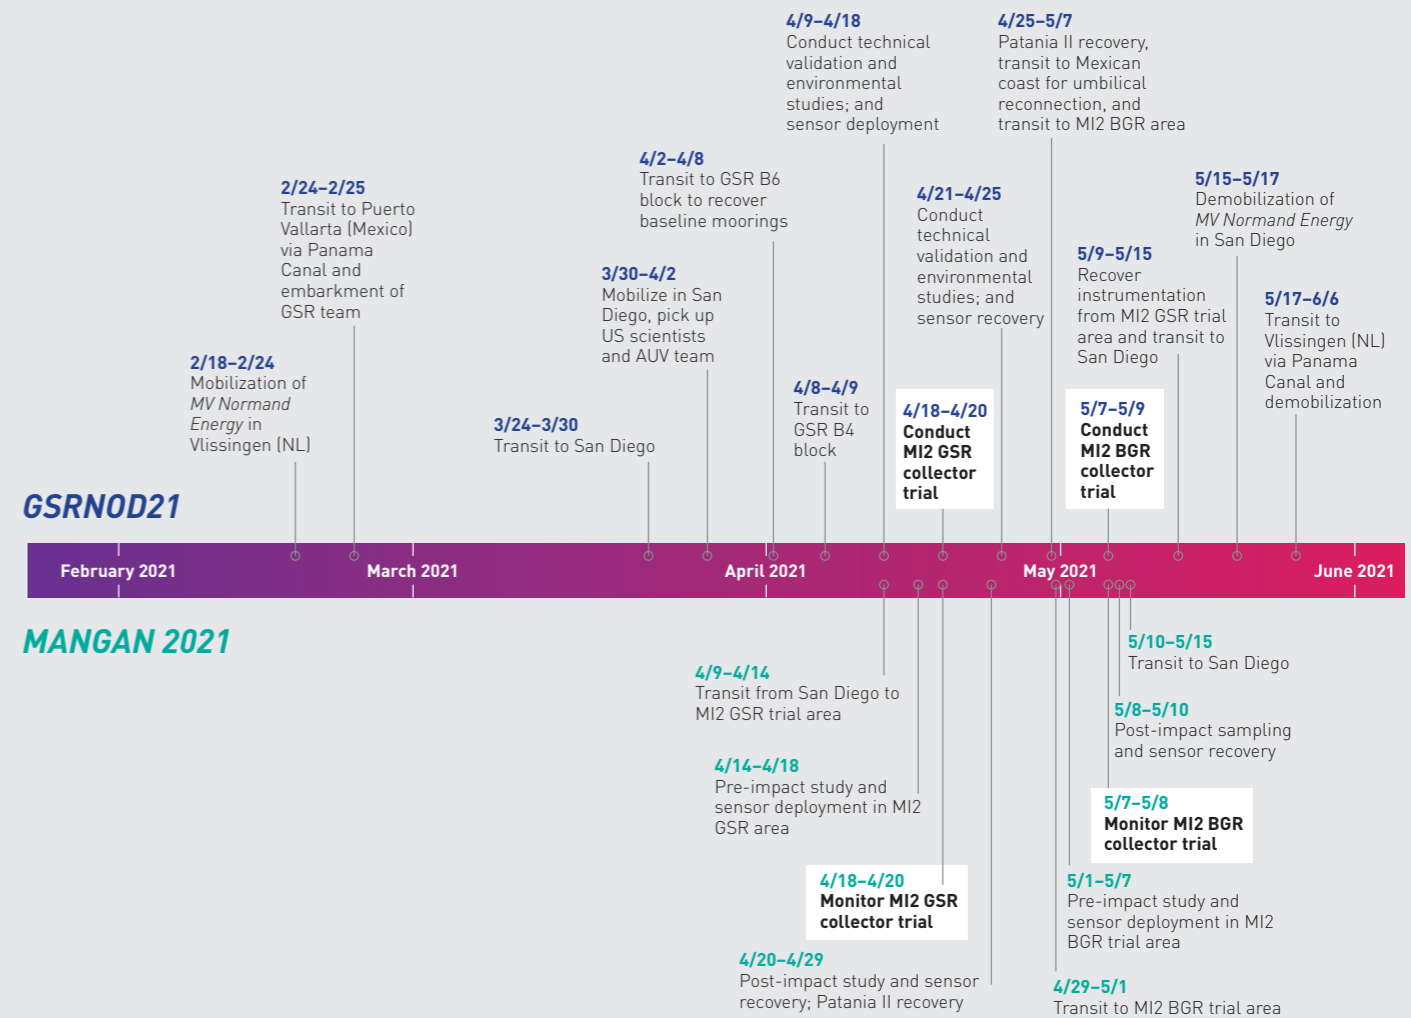 4/9–4/18
Conduct technical
validation and
environmental
studies; and
sensor deployment
4/25–5/7
Patania II recovery,
transit to Mexican
coast for umbilical
reconnection, and
transit to MI2 BGR area
4/2–4/8
Transit to GSR B6
block to recover
baseline moorings
2/24–2/25
Transit to Puerto
Vallarta (Mexico)
via Panama
Canal and
embarkment of
GSR team
4/21–4/25
Conduct
technical
validation and
environmental
studies; and
sensor recovery
5/15–5/17
Demobilization of
MV Normand Energy
in San Diego
3/30–4/2
Mobilize in San
Diego, pick up
US scientists
and AUV team
5/9–5/15
Recover
instrumentation
from MI2 GSR trial
area and transit to
San Diego
5/17–6/6
Transit to
Vlissingen (NL)
via Panama
Canal and
demobilization
2/18–2/24
Mobilization of
MV Normand
Energy in
Vlissingen (NL)
3/24–3/30
Transit to San Diego
4/8–4/9
Transit to
GSR B4
block
4/18–4/20
Conduct
MI2 GSR
collector
trial
5/7–5/9
Conduct
MI2 BGR
collector
trial
GSRNOD21
February 2021 March 2021 April 2021 May 2021 June 2021
MANGAN 2021
4/9–4/14
Transit from San Diego to
MI2 GSR trial area
4/14–4/18
Pre-impact study and
sensor deployment in MI2
GSR area
4/18–4/20
Monitor MI2 GSR
collector trial
4/20–4/29
Post-impact study and sensor
recovery; Patania II recovery
5/10–5/15
Transit to San Diego
5/8–5/10
Post-impact sampling
and sensor recovery
5/7–5/8
Monitor MI2 BGR
collector trial
5/1–5/7
Pre-impact study and
sensor deployment in MI2
BGR trial area
4/29–5/1
Transit to MI2 BGR trial area